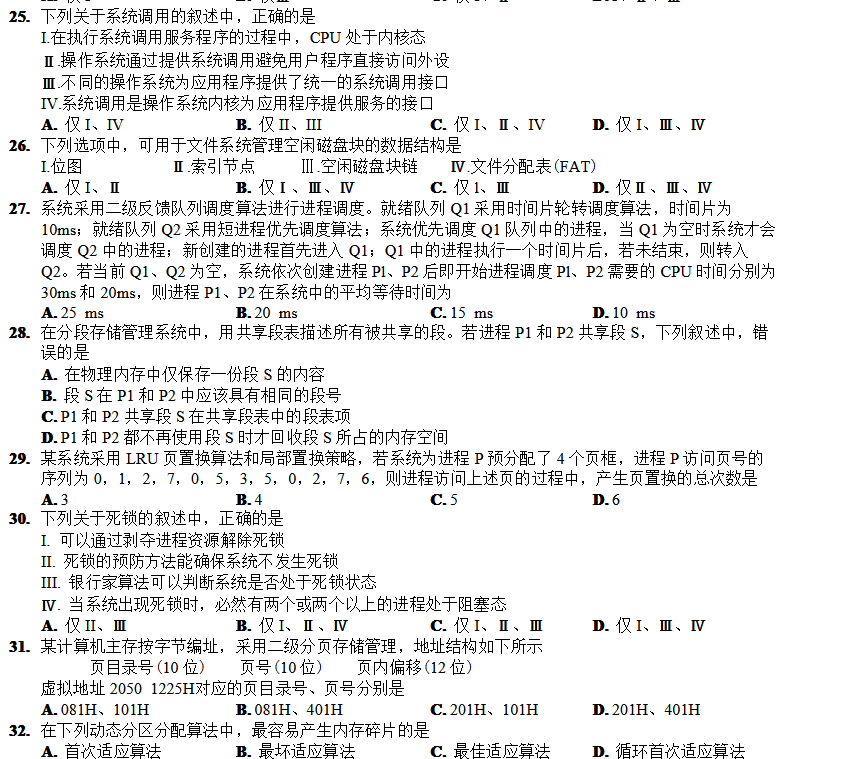 25. 下列关于系统调用的叙述中，正确的是
I.在执行系统调用服务程序的过程中，CPU 处于内核态
Ⅱ.操作系统通过提供系统调用避免用户程序直接访问外设
Ⅲ.不同的操作系统为应用程序提供了统一的系统调用接口
IV.系统调用是操作系统内核为应用程序提供服务的接口
A. 仅 I、IV B. 仅 II、III C. 仅 I、Ⅱ、IV D. 仅 I、Ⅲ、Ⅳ
26. 下列选项中，可用于文件系统管理空闲磁盘块的数据结构是
I.位图 Ⅱ.索引节点 Ⅲ.空闲磁盘块链 Ⅳ.文件分配表(FAT)
A. 仅 I、Ⅱ B. 仅 I、Ⅲ、Ⅳ C. 仅 l、Ⅲ D. 仅 Ⅱ、Ⅲ、Ⅳ
27. 系统采用二级反馈队列调度算法进行进程调度。就绪队列 Q1 采用时间片轮转调度算法，时间片为
10ms；就绪队列 Q2 采用短进程优先调度算法；系统优先调度 Q1 队列中的进程，当 Q1 为空时系统才会
调度 Q2 中的进程；新创建的进程首先进入 Q1；Q1 中的进程执行一个时间片后，若未结束，则转入
Q2。若当前 Q1、Q2 为空，系统依次创建进程 Pl、P2 后即开始进程调度 Pl、P2 需要的 CPU 时间分别为
30ms 和 20ms，则进程 P1、P2 在系统中的平均等待时间为
A. 25 ms B. 20 ms C. 15 ms D. 10 ms
28. 在分段存储管理系统中，用共享段表描述所有被共享的段。若进程 P1 和 P2 共享段 S，下列叙述中，错
误的是
A. 在物理内存中仅保存一份段 S 的内容
B. 段 S 在 P1 和 P2 中应该具有相同的段号
C. P1 和 P2 共享段 S 在共享段表中的段表项
D. P1 和 P2 都不再使用段 S 时才回收段 S 所占的内存空间
29. 某系统采用 LRU 页置换算法和局部置换策略，若系统为进程 P 预分配了 4 个页框，进程 P 访问页号的
序列为 0，1，2，7，0，5，3，5，0，2，7，6，则进程访问上述页的过程中，产生页置换的总次数是
A. 3 B. 4 C. 5 D. 6
30. 下列关于死锁的叙述中，正确的是
I. 可以通过剥夺进程资源解除死锁
II. 死锁的预防方法能确保系统不发生死锁
III. 银行家算法可以判断系统是否处于死锁状态
Ⅳ. 当系统出现死锁时，必然有两个或两个以上的进程处于阻塞态
A. 仅 II、Ⅲ B. 仅 I、Ⅱ、Ⅳ C. 仅 I、Ⅱ、Ⅲ D. 仅 I、Ⅲ、Ⅳ
31. 某计算机主存按字节编址，采用二级分页存储管理，地址结构如下所示
页目录号(10 位) 页号(10 位) 页内偏移(12 位)
虚拟地址 2050 1225H对应的页目录号、页号分别是
A. 081H、101H B. 081H、401H C. 201H、101H D. 201H、401H
32. 在下列动态分区分配算法中，最容易产生内存碎片的是
A. 首次适应算法 B. 最坏适应算法 C. 最佳适应算法 D. 循环首次适应算法